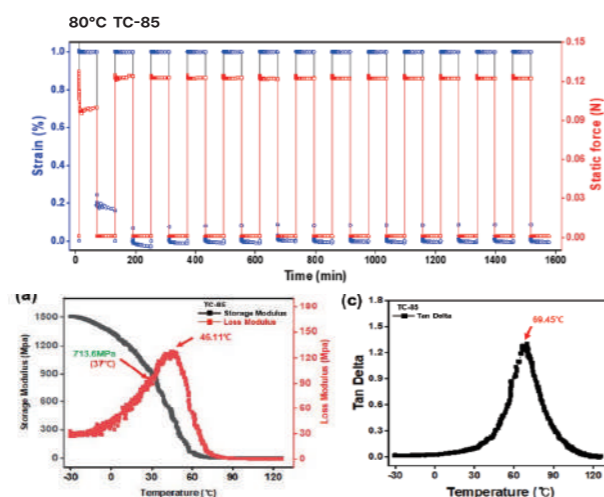 80°C TC-85
Strain (%)
1.0
0.8
0.6
0.4
0.2
0.0
Static force (N)
0.15
0.12
0.09
0.06
0.03
0.00
0 200 400 600 800 1000 1200 1400 1600
Time (min)
(a)
TC-85
Storage Modulus
Loss Modulus
46.11℃
713.6MPa
(37℃)
Storage Modulus (Mpa)
1500
1200
900
600
300
0
Loss Modulus (Mpa)
180
150
120
90
60
30
0
-30 0 30 60 90 120
Temperature (℃)
(c)
TC-85
Tan Delta
69.45℃
Tan Delta
1.8
1.5
1.2
0.9
0.6
0.3
0.0
-30 0 30 60 90 120
Temperature (℃)